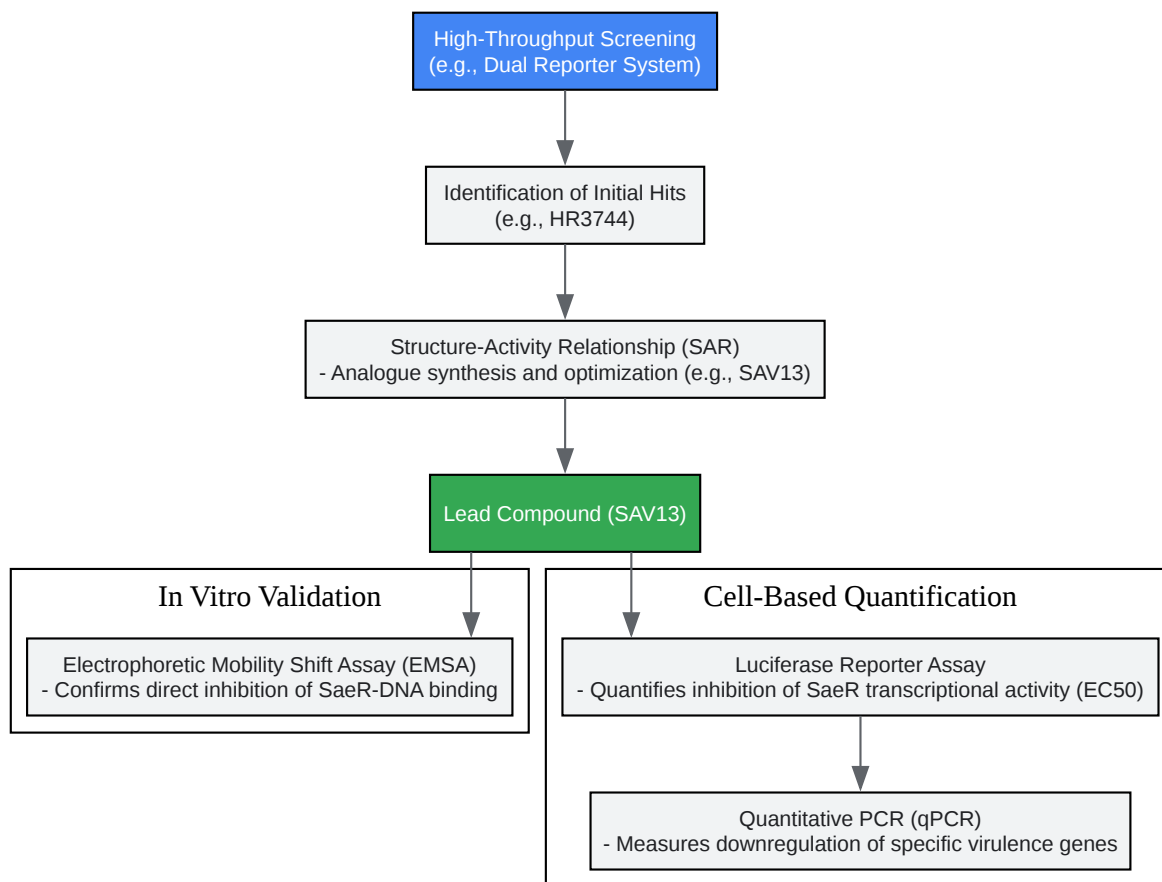 High-Throughput Screening
(e.g., Dual Reporter System)
Identification of Initial Hits
(e.g., HR3744)
Structure-Activity Relationship (SAR)
- Analogue synthesis and optimization (e.g., SAV13)
Lead Compound (SAV13)
In Vitro Validation
Electrophoretic Mobility Shift Assay (EMSA)
- Confirms direct inhibition of SaeR-DNA binding
Cell-Based Quantification
Luciferase Reporter Assay
- Quantifies inhibition of SaeR transcriptional activity (EC50)
Quantitative PCR (qPCR)
- Measures downregulation of specific virulence genes